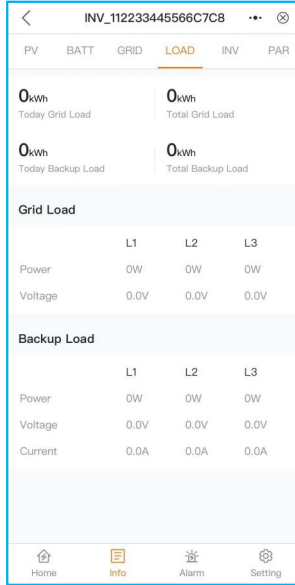 INV_112233445566C7C8
PV BATT GRID LOAD INV PAR
0kWh 0kWh
Today Grid Load Total Grid Load
0kWh 0kWh
Today Backup Load Total Backup Load
Grid Load
L1 L2 L3
Power 0W 0W 0W
Voltage 0.0V 0.0V 0.0V
Backup Load
L1 L2 L3
Power 0W 0W 0W
Voltage 0.0V 0.0V 0.0V
Current 0.0A 0.0A 0.0A
Home Info Alarm Setting